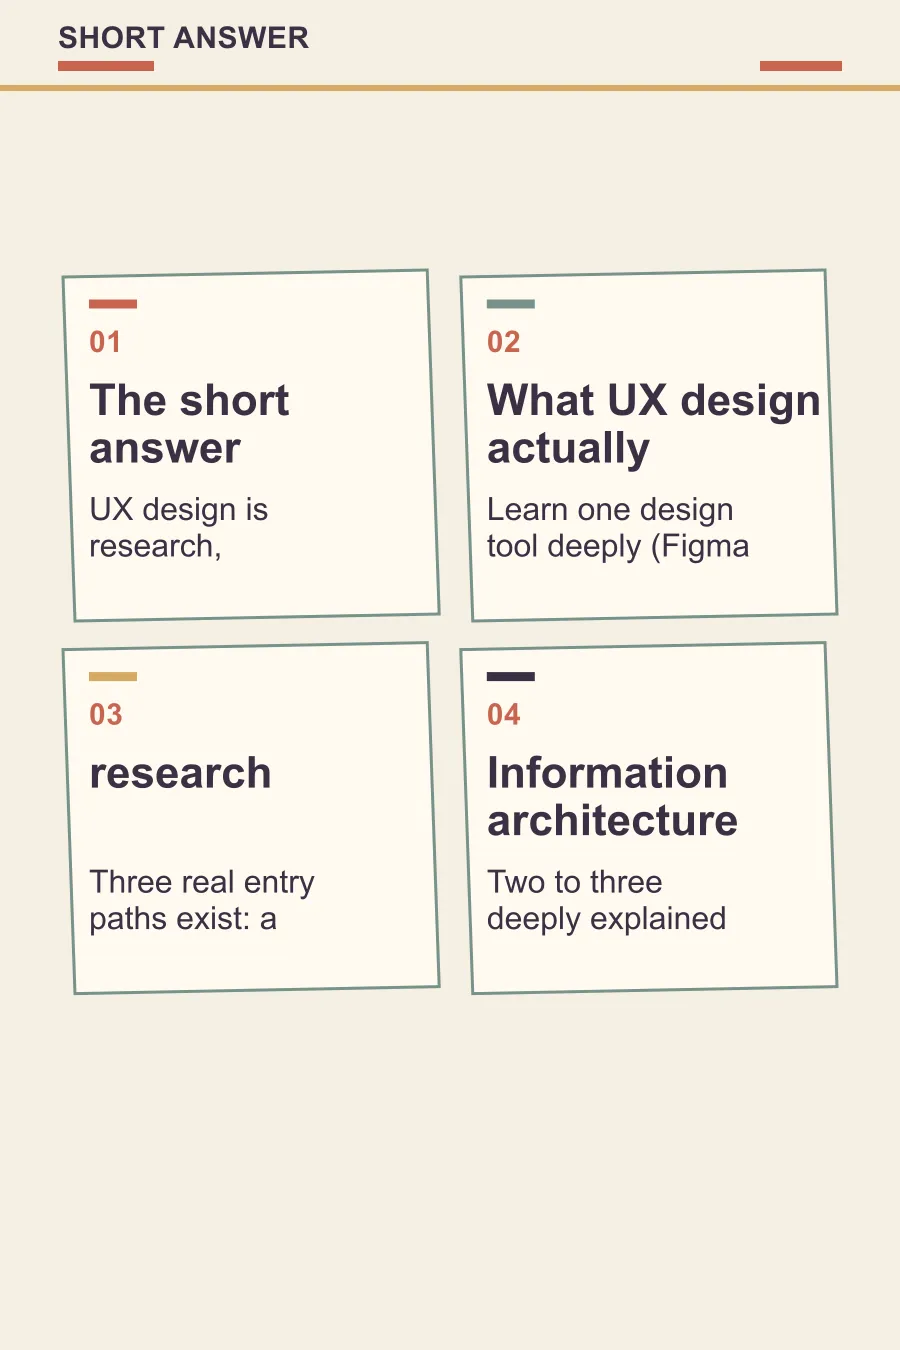 SHORT ANSWER
01
The short
answer
UX design is
research,
02
What UX design
actually
Learn one design
tool deeply (Figma
03
research
Three real entry
paths exist: a
04
Information
architecture
Two to three
deeply explained